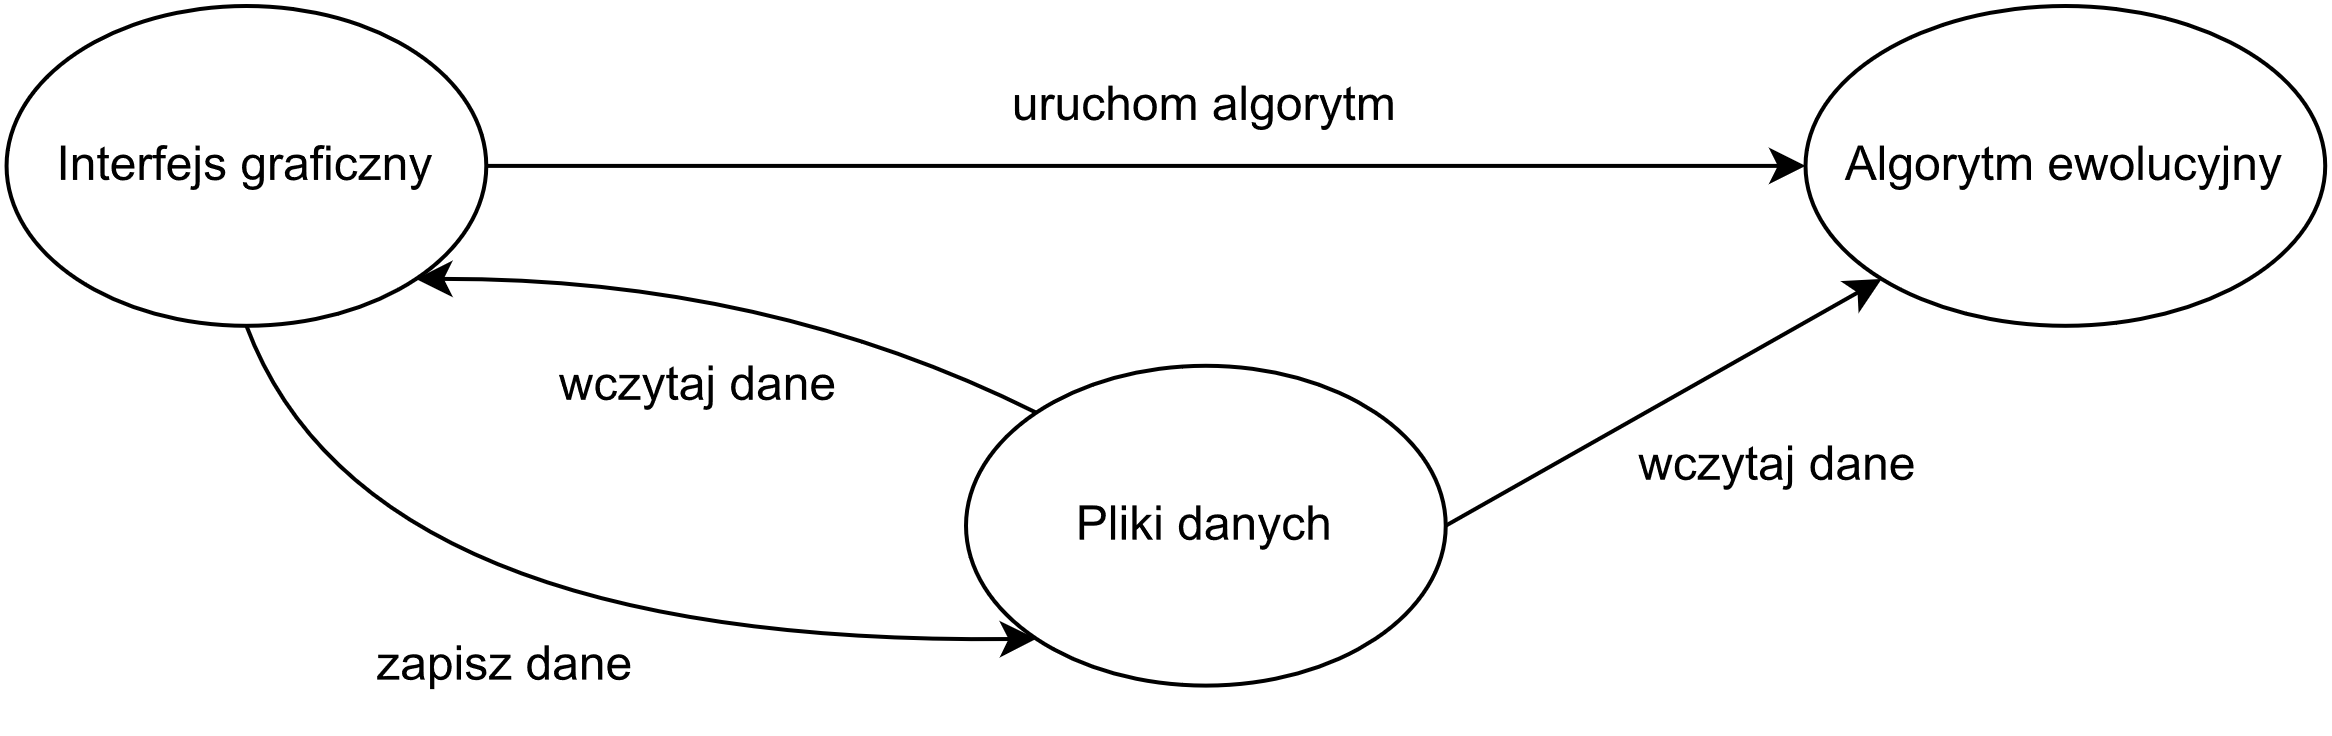 uruchom algorytm
Interfejs graficzny
Algorytm ewolucyjny
wczytaj dane
wczytaj dane
Pliki danych
zapisz dane